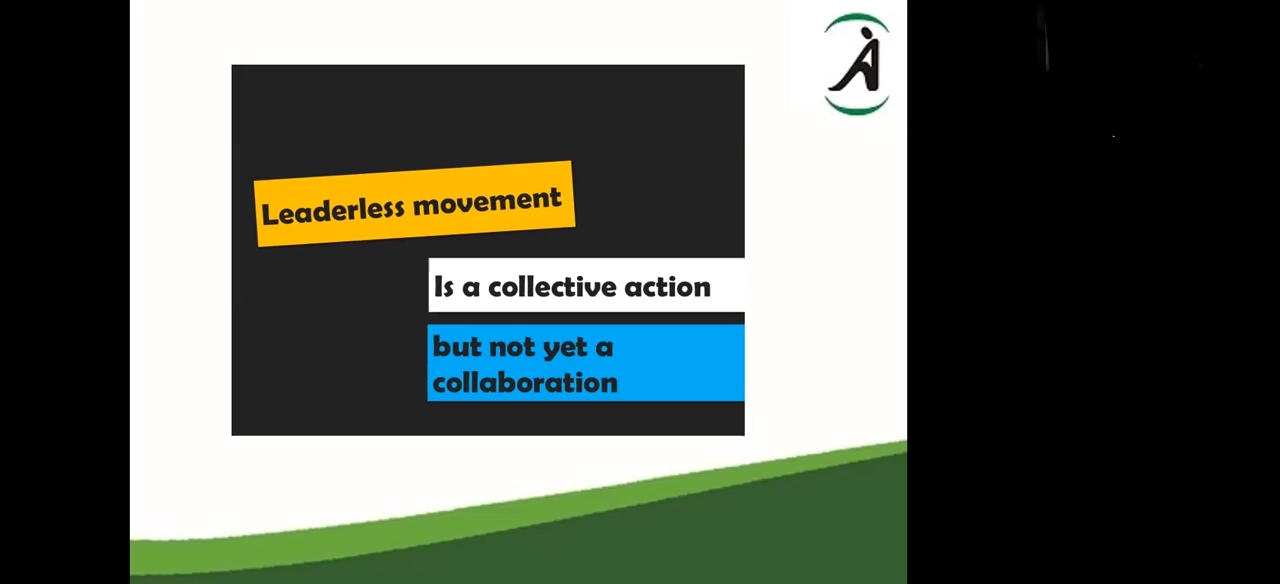 Leaderless movement
Is a collective action
but not yet a
collaboration